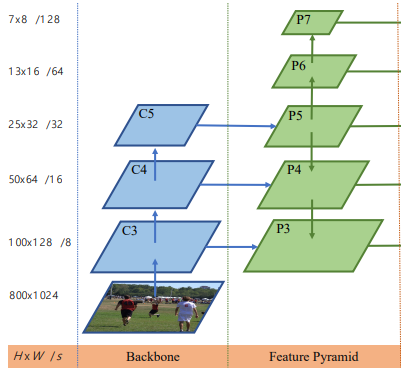 7x8 /128
P7
13x16 /64
P6
25x32 /32
C5
P5
50x64 /16
C4
P4
100x128 /8
C3
P3
800x1024
HxW /s
Backbone
Feature Pyramid